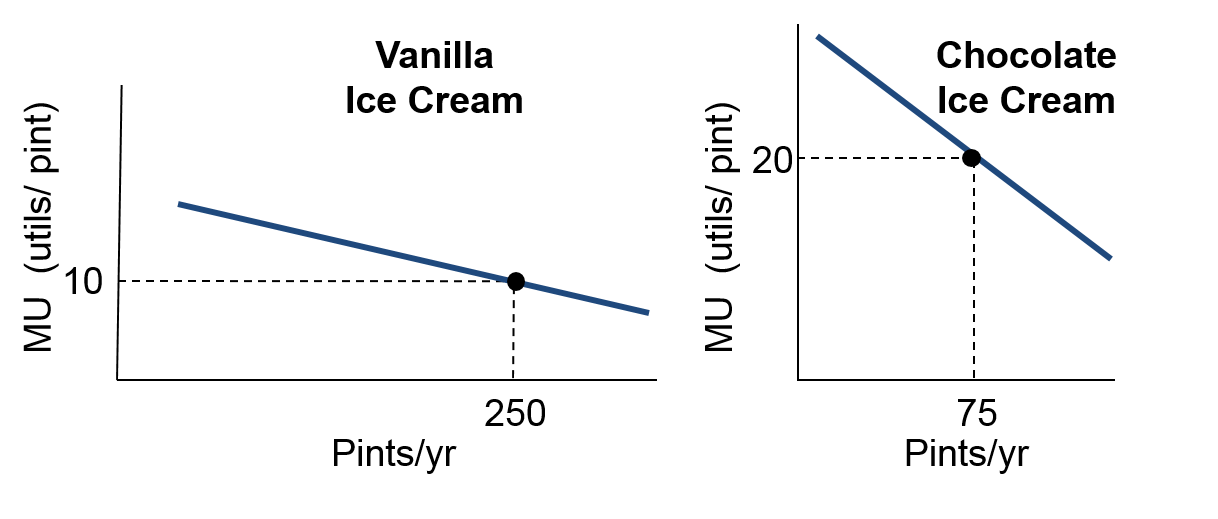 Vanilla
Ice Cream
MU (utils/ pint)
10
250
Pints/yr
Chocolate
Ice Cream
MU (utils/ pint)
20
75
Pints/yr